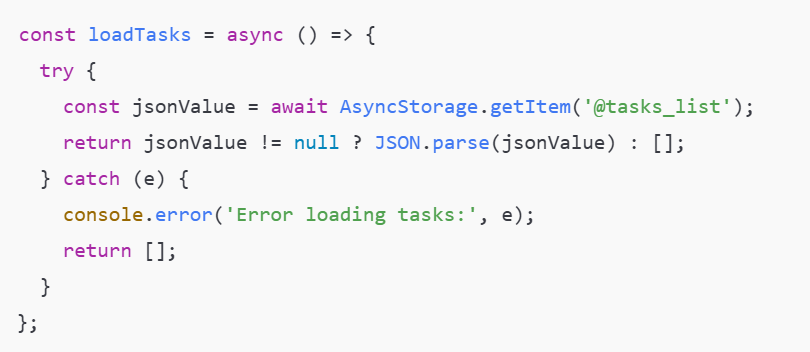 const loadTasks = async () => {
  try {
    const jsonValue = await AsyncStorage.getItem('@tasks_list');
    return jsonValue != null ? JSON.parse(jsonValue) : [];
  } catch (e) {
    console.error('Error loading tasks:', e);
    return [];
  }
};